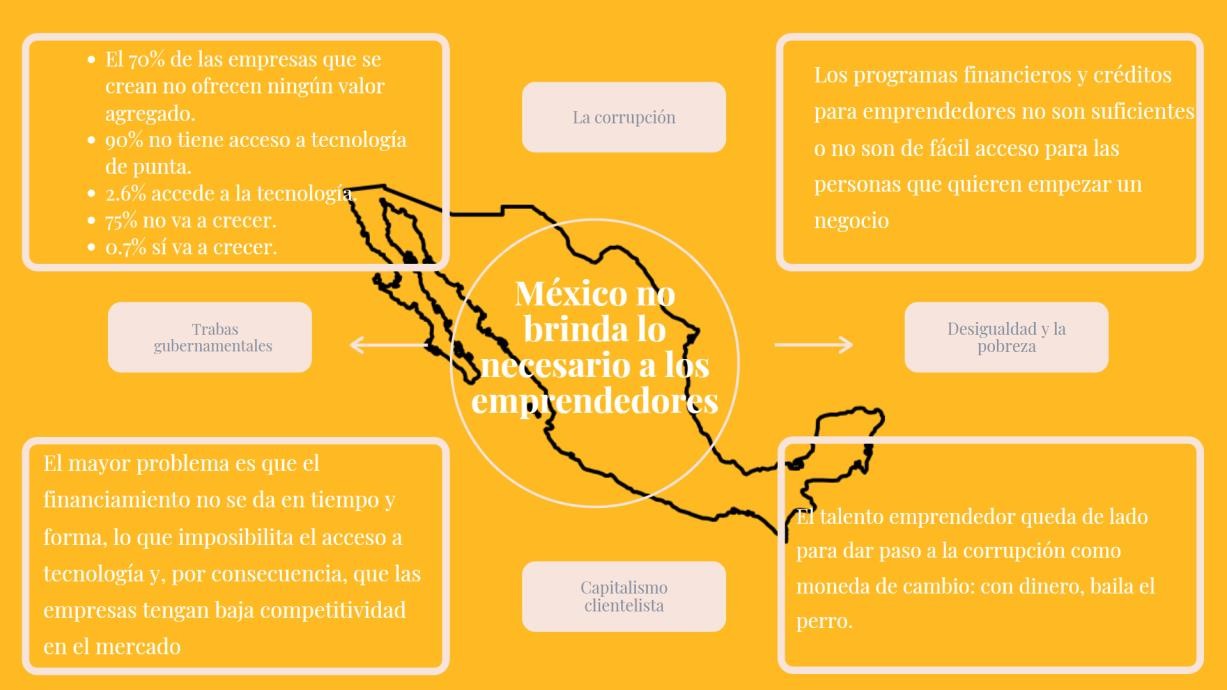 El 70% de las empresas que se
crean no ofrecen ningún valor
agregado.
90% no tiene acceso a tecnología
de punta.
2.6% accede a la tecnología.
75% no va a crecer.
0.7% sí va a crecer.
La corrupción
Los programas financieros y créditos
para emprendedores no son suficientes
o no son de fácil acceso para las
personas que quieren empezar un
negocio
Trabas
gubernamentales
México no
brinda lo
necesario a los
emprendedores
Desigualdad y la
pobreza
El mayor problema es que el
financiamiento no se da en tiempo y
forma, lo que imposibilita el acceso a
tecnología y, por consecuencia, que las
empresas tengan baja competitividad
en el mercado
Capitalismo
clientelista
El talento emprendedor queda de lado
para dar paso a la corrupción como
moneda de cambio: con dinero, baila el
perro.